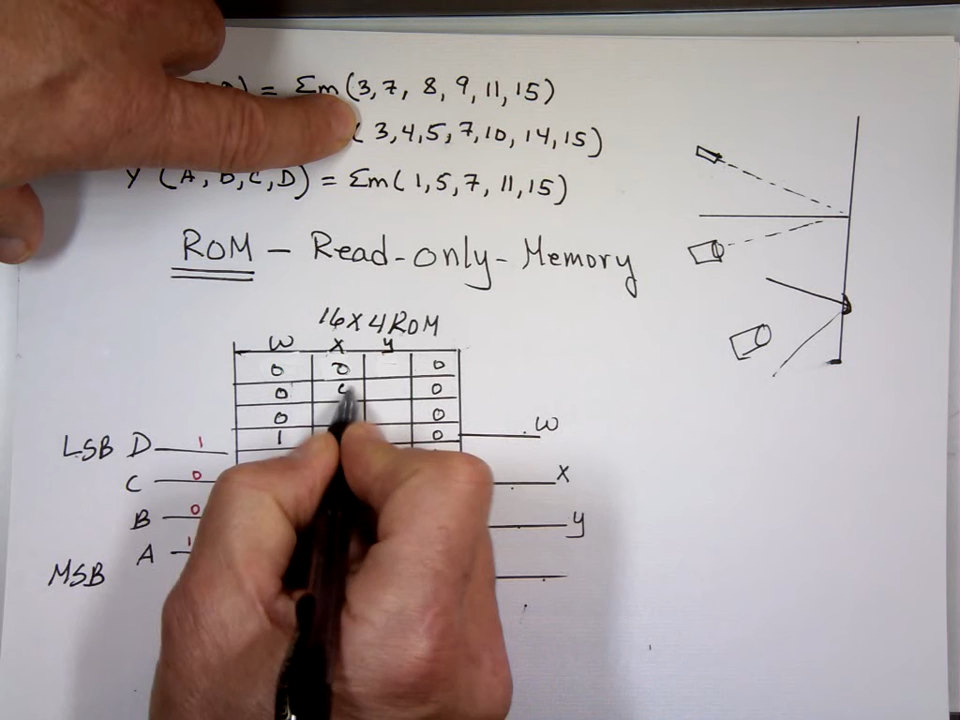 = Σm(3,7, 8, 9, 11, 15)
( 3,4,5, 7,10, 14,15)
Y (A, B,C,D) = Σm( 1,5,7, 11,15)
ROM - Read-only-Memory
16X4 ROM
W X Y
0 0 0
0 0
0 0
1 0
LSB D 1 W
C 0 X
B 0 Y
A 1
MSB